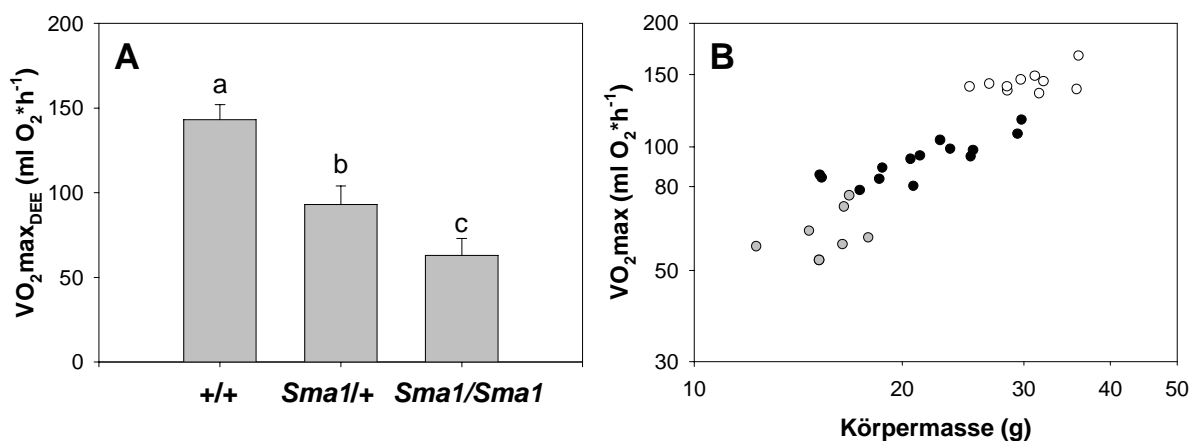 A
VO₂max_DEE (ml O₂*h⁻¹)
200
150
100
50
0
a
b
c
+/+ Sma1/+ Sma1/Sma1
B
VO₂max (ml O₂*h⁻¹)
200
150
100
80
50
30
10 20 30 40 50
Körpermasse (g)